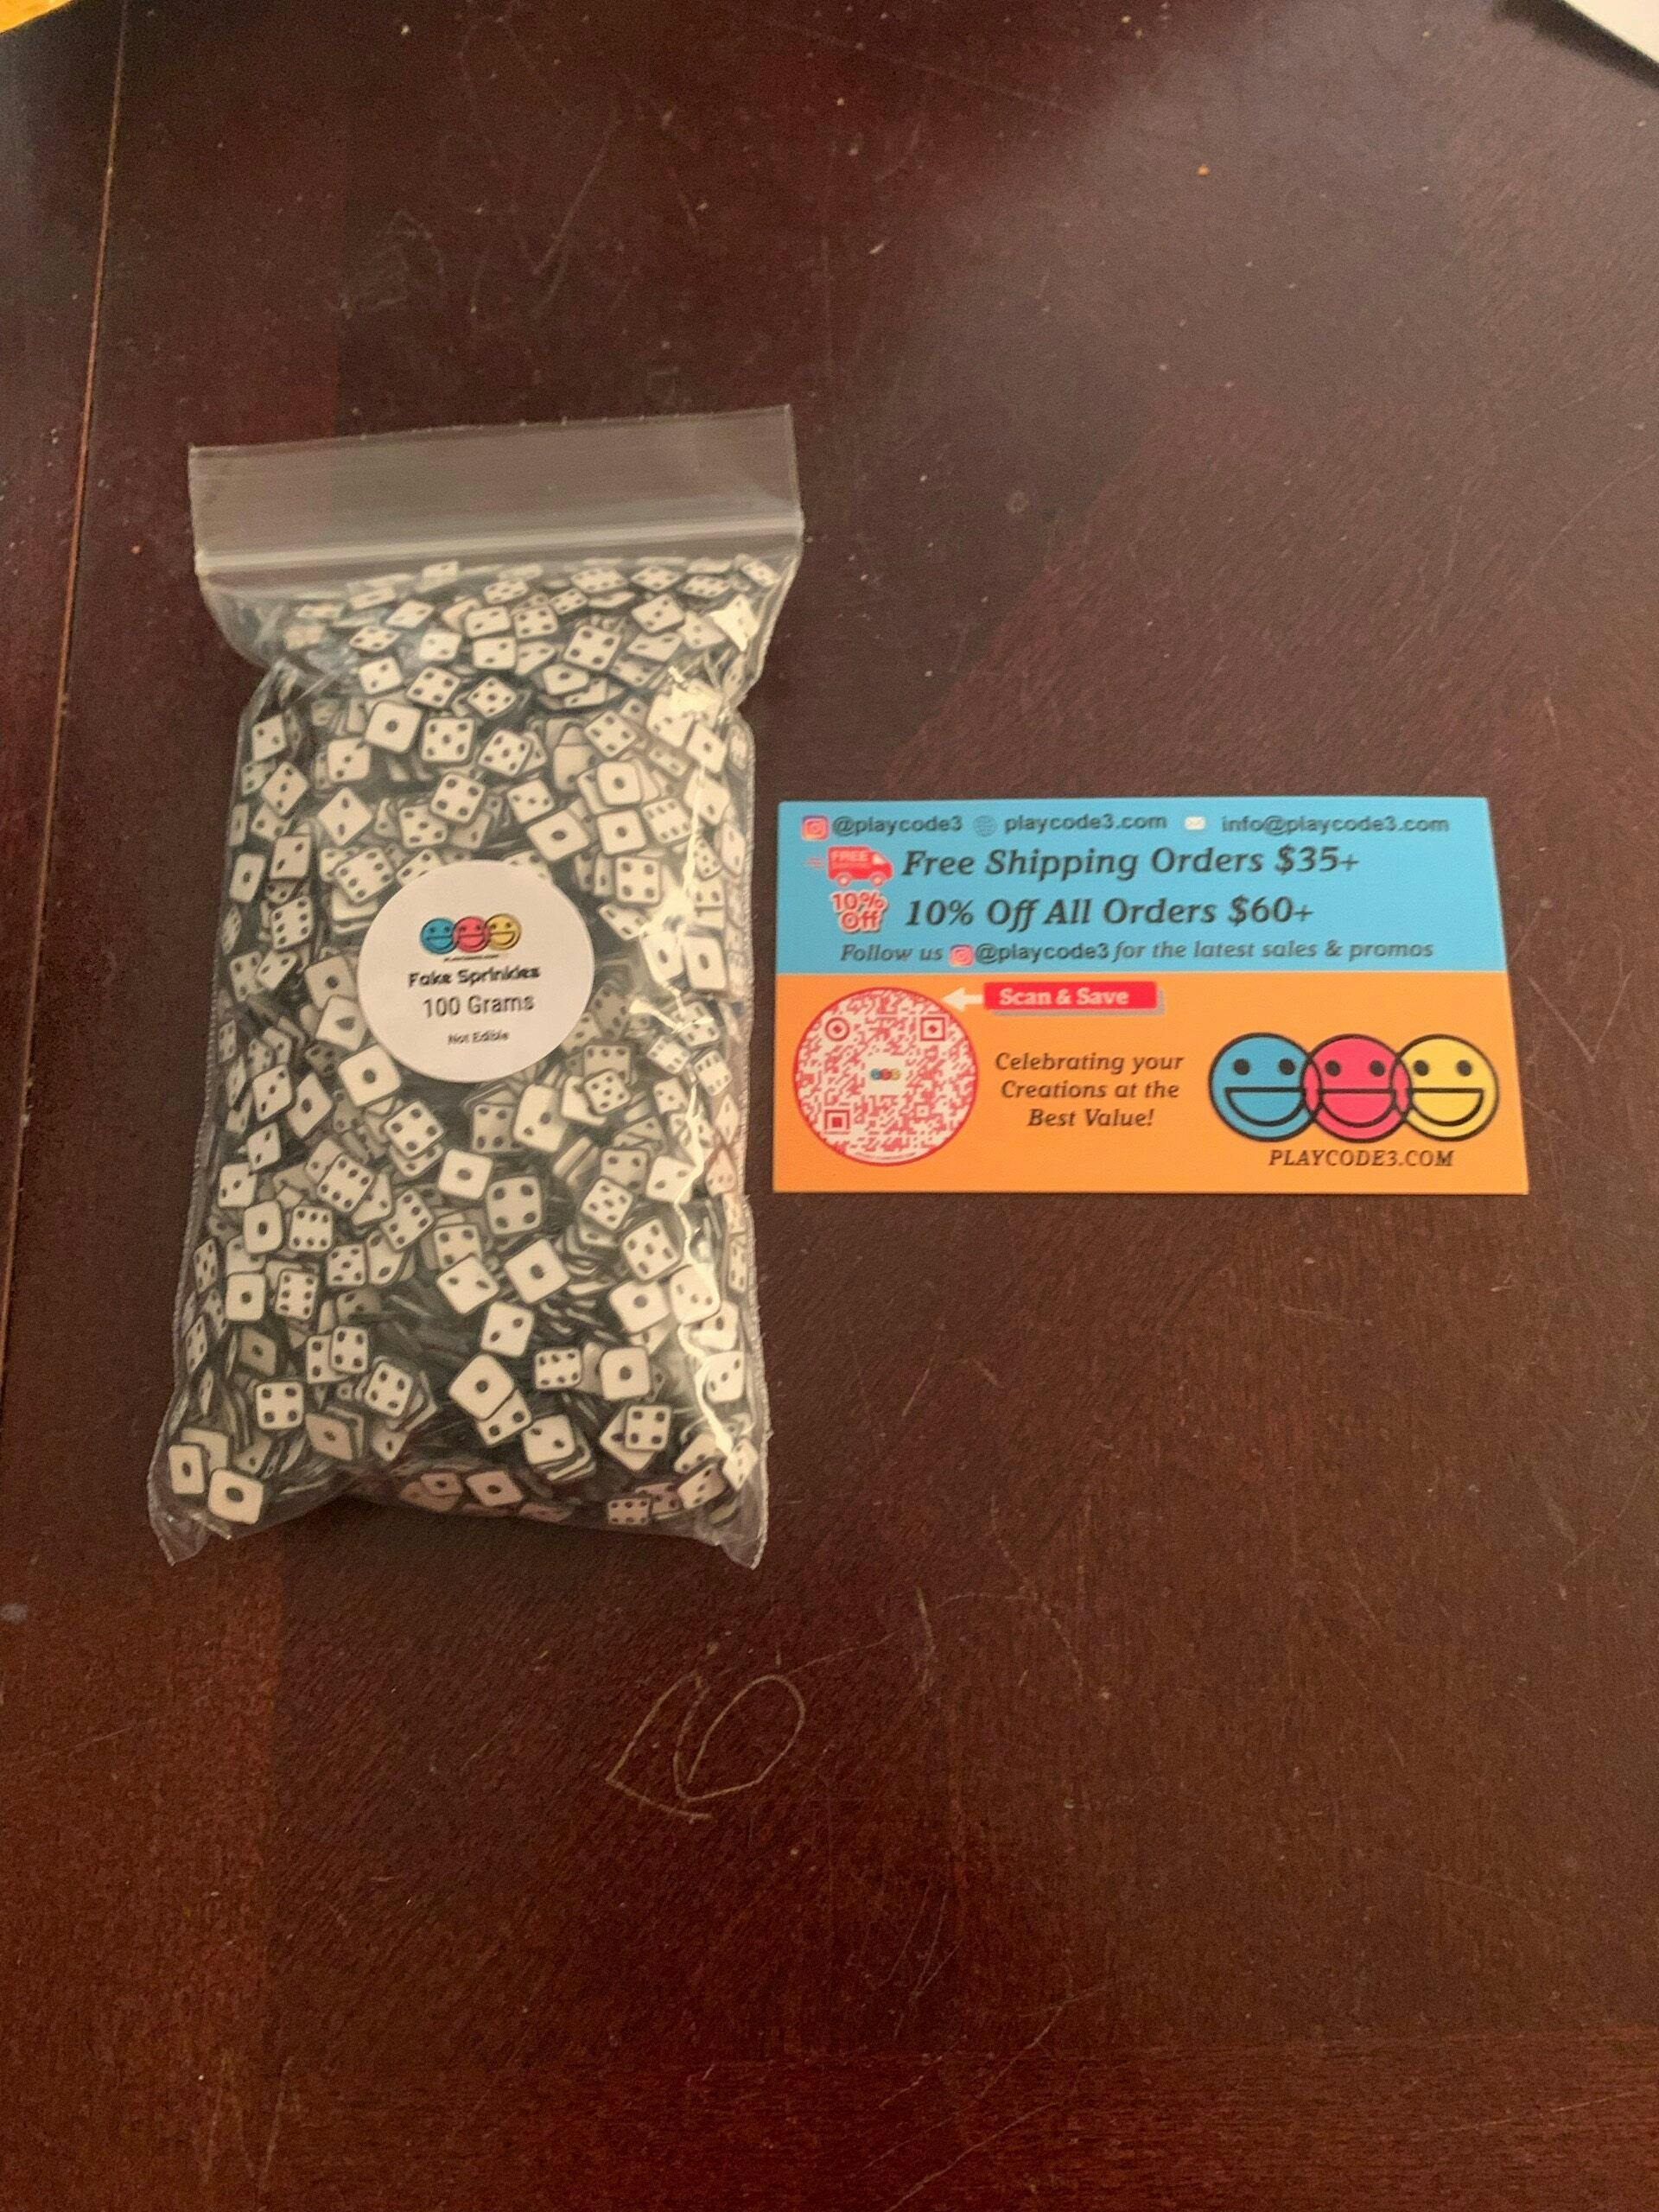 PLAYCODE3.COM
Fake Sprinkles
100 Grams
Not Edible
@playcode3 playcode3.com info@playcode3.com
FREE
Free Shipping Orders $35+
10%
Off
10% Off All Orders $60+
Follow us @playcode3 for the latest sales & promos
Scan & Save
Celebrating your
Creations at the
Best Value!
PLAYCODE3.COM